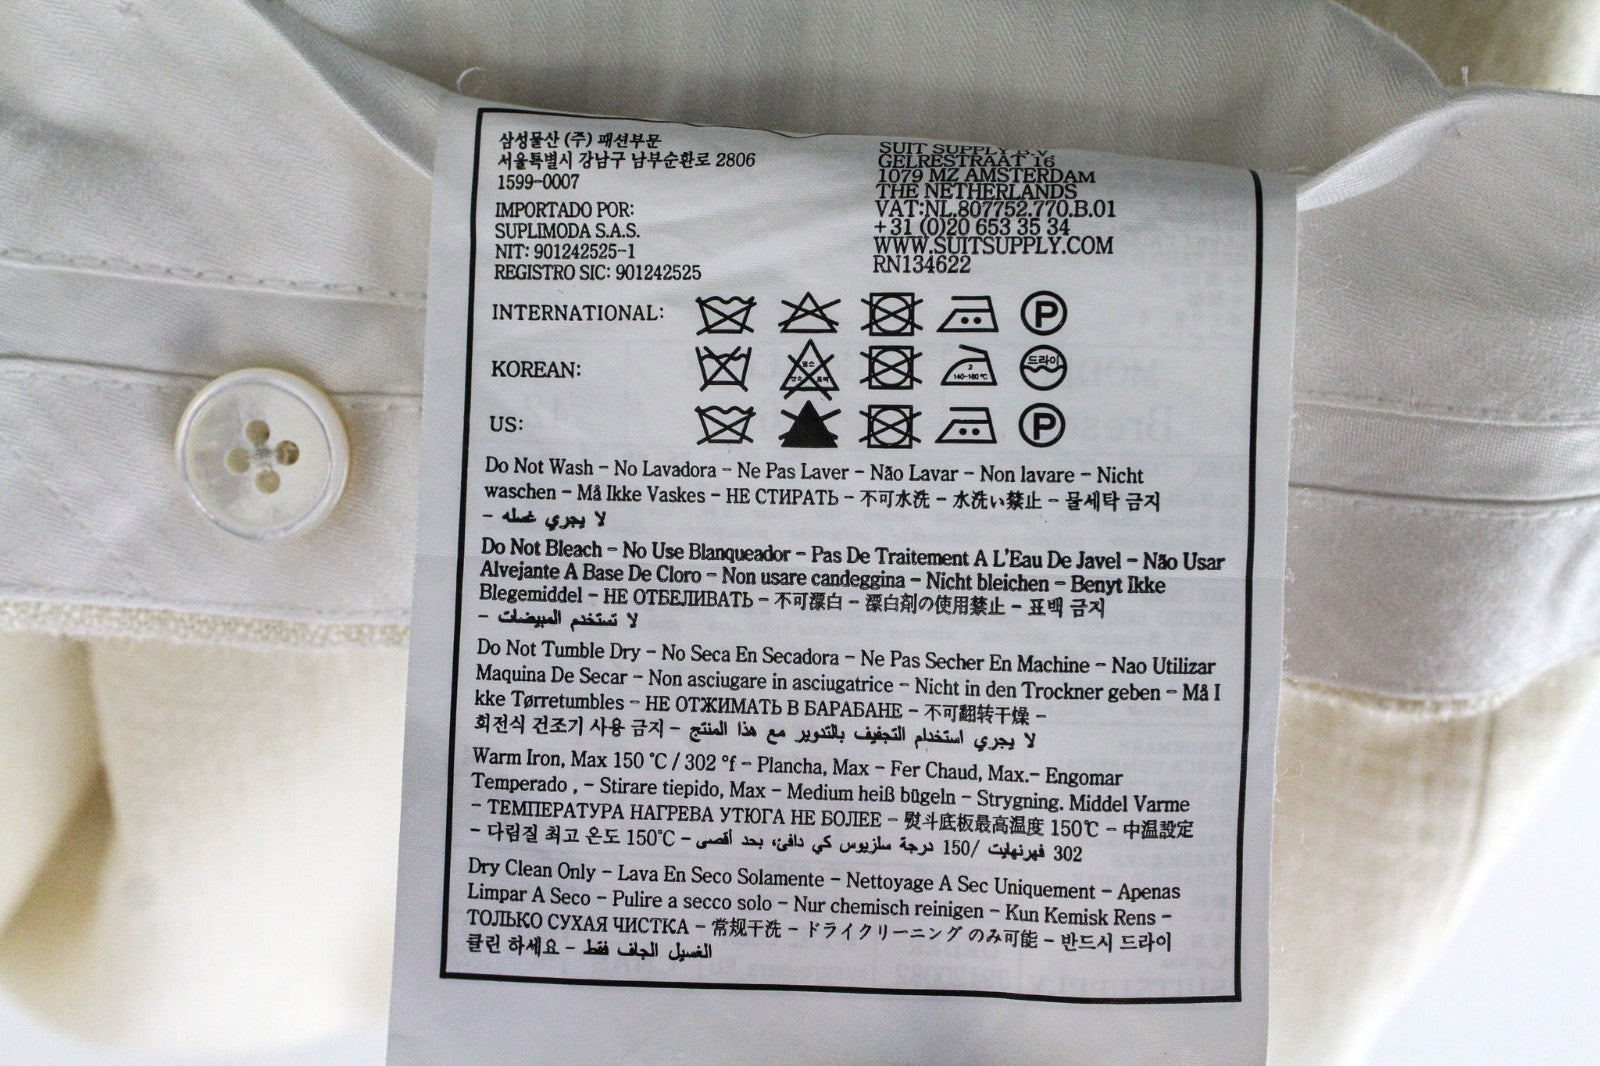 삼성물산 (주) 패션부문
서울특별시 강남구 남부순환로 2806
1599-0007
IMPORTADO POR:
SUPLIMODA S.A.S.
NIT: 901242525-1
REGISTRO SIC: 901242525
SUIT SUPPLY B.V.
GELRESTRAAT 16
1079 MZ AMSTERDAM
THE NETHERLANDS
VAT:NL.807752.770.B.01
+31 (0)20 653 35 34
WWW.SUITSUPPLY.COM
RN134622
INTERNATIONAL:
P
KOREAN:
2
140-160°C
드라이
US:
P
Do Not Wash - No Lavadora - Ne Pas Laver - Não Lavar - Non lavare - Nicht
waschen - Må Ikke Vaskes - НЕ СТИРАТЬ - 不可水洗 - 水洗い禁止 - 물세탁 금지
- لا يجري غسله
Do Not Bleach - No Use Blanqueador - Pas De Traitement A L'Eau De Javel - Não Usar
Alvejante A Base De Cloro - Non usare candeggina - Nicht bleichen - Benyt Ikke
Blegemiddel - НЕ ОТБЕЛИВАТЬ - 不可漂白 - 漂白剤の使用禁止 - 표백 금지
- لا تستخدم المبيضات
Do Not Tumble Dry - No Seca En Secadora - Ne Pas Secher En Machine - Nao Utilizar
Maquina De Secar - Non asciugare in asciugatrice - Nicht in den Trockner geben - Må I
kke Tørretumbles - НЕ ОТЖИМАТЬ В БАРАБАНЕ - 不可翻转干燥 -
회전식 건조기 사용 금지 - لا يجري استخدام التجفيف بالتدوير مع هذا المنتج
Warm Iron, Max 150 °C / 302 °f - Plancha, Max - Fer Chaud, Max.- Engomar
Temperado , - Stirare tiepido, Max - Medium heiß bügeln - Strygning. Middel Varme
- ТЕМПЕРАТУРА НАГРЕВА УТЮГА НЕ БОЛЕЕ - 熨斗底板最高温度 150℃ - 中温設定
- 다림질 최고 온도 150℃ - 302 فهرنهايت /150 درجة سلزيوس كي دافئ، بحد أقصى
Dry Clean Only - Lava En Seco Solamente - Nettoyage A Sec Uniquement - Apenas
Limpar A Seco - Pulire a secco solo - Nur chemisch reinigen - Kun Kemisk Rens -
ТОЛЬКО СУХАЯ ЧИСТКА - 常规干洗 - ドライクリーニング のみ可能 - 반드시 드라이
클린 하세요 - الغسيل الجاف فقط